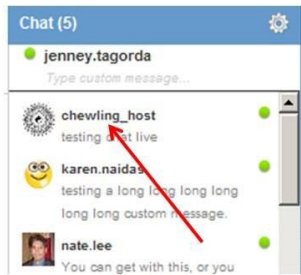 Chat (5)
jenney.tagorda
Type custom message...
chewling_host
testing chat live
karen.naidas
testing a long long long long
long long custom message.
nate.lee
You can get with this, or you